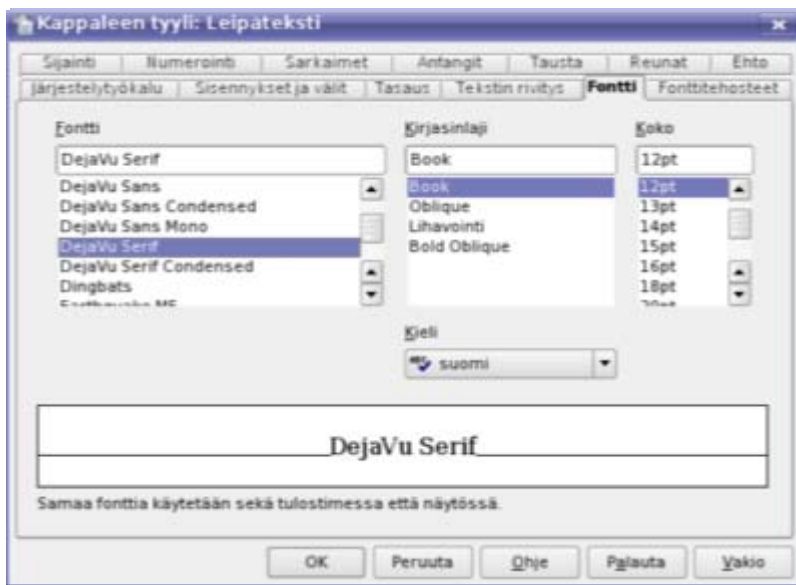 Kappaleen tyyli: Leipäteksti
Sijainti Numerointi Sarkaimet Anfangit Tausta Reunat Ehto
Järjestelytyökalu Sisennykset ja välit Tasaus Tekstin rivitys Fontti Fonttitehosteet
Fontti Kirjasinlaji Koko
DejaVu Serif Book 12pt
DejaVu Sans Book 12pt
DejaVu Sans Condensed Oblique 13pt
DejaVu Sans Mono Lihavointi 14pt
DejaVu Serif Bold Oblique 15pt
DejaVu Serif Condensed 16pt
Dingbats 18pt
Kieli
suomi
DejaVu Serif
Samaa fonttia käytetään sekä tulostimessa että näytössä.
OK Peruuta Ohje Palauta Vakio